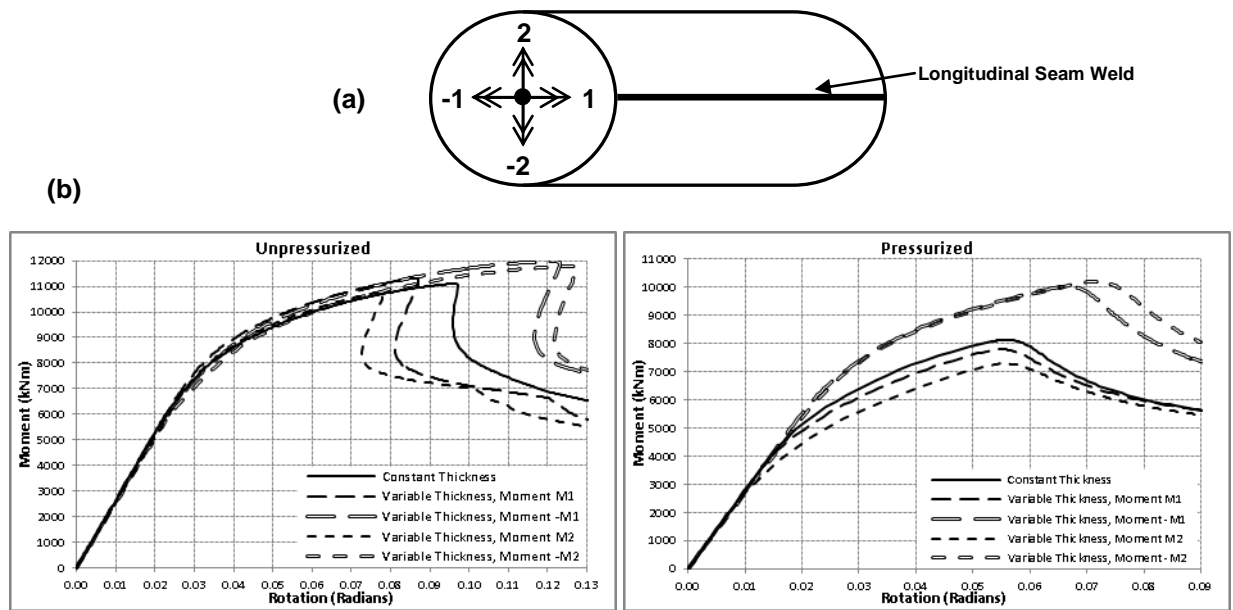 2
(a)
-1
1
-2
Longitudinal Seam Weld
(b)
Unpressurized
Moment (kNm)
12000
11000
10000
9000
8000
7000
6000
5000
4000
3000
2000
1000
0
Constant Thickness
Variable Thickness, Moment M1
Variable Thickness, Moment -M1
Variable Thickness, Moment M2
Variable Thickness, Moment -M2
0.00 0.01 0.02 0.03 0.04 0.05 0.06 0.07 0.08 0.09 0.10 0.11 0.12 0.13
Rotation (Radians)
Pressurized
Moment (kNm)
11000
10000
9000
8000
7000
6000
5000
4000
3000
2000
1000
0
Constant Thickness
Variable Thickness, Moment M1
Variable Thickness, Moment - M1
Variable Thickness, Moment M2
Variable Thickness, Moment - M2
0.00 0.01 0.02 0.03 0.04 0.05 0.06 0.07 0.08 0.09
Rotation (Radians)